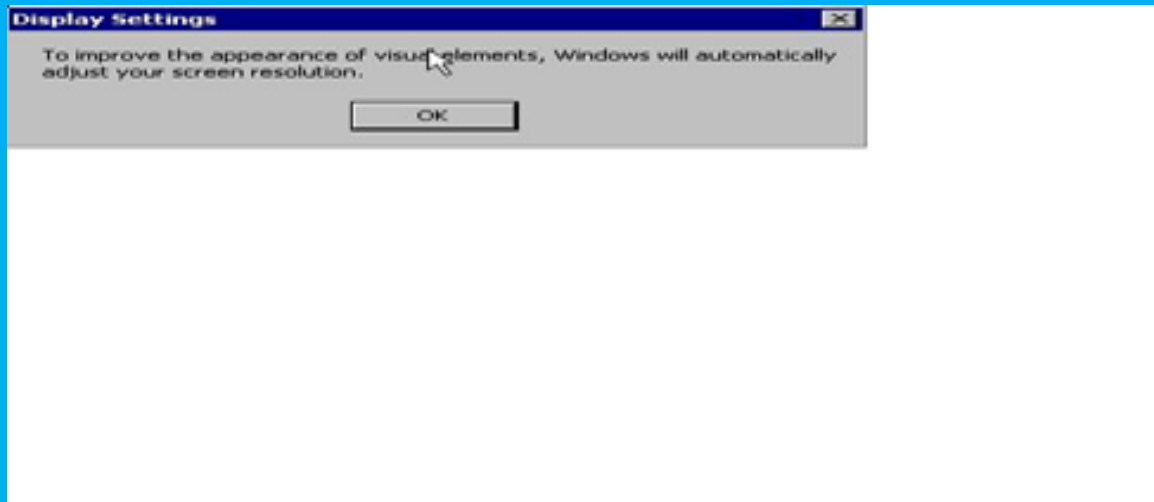 Display Settings
To improve the appearance of visual elements, Windows will automatically
adjust your screen resolution.
OK